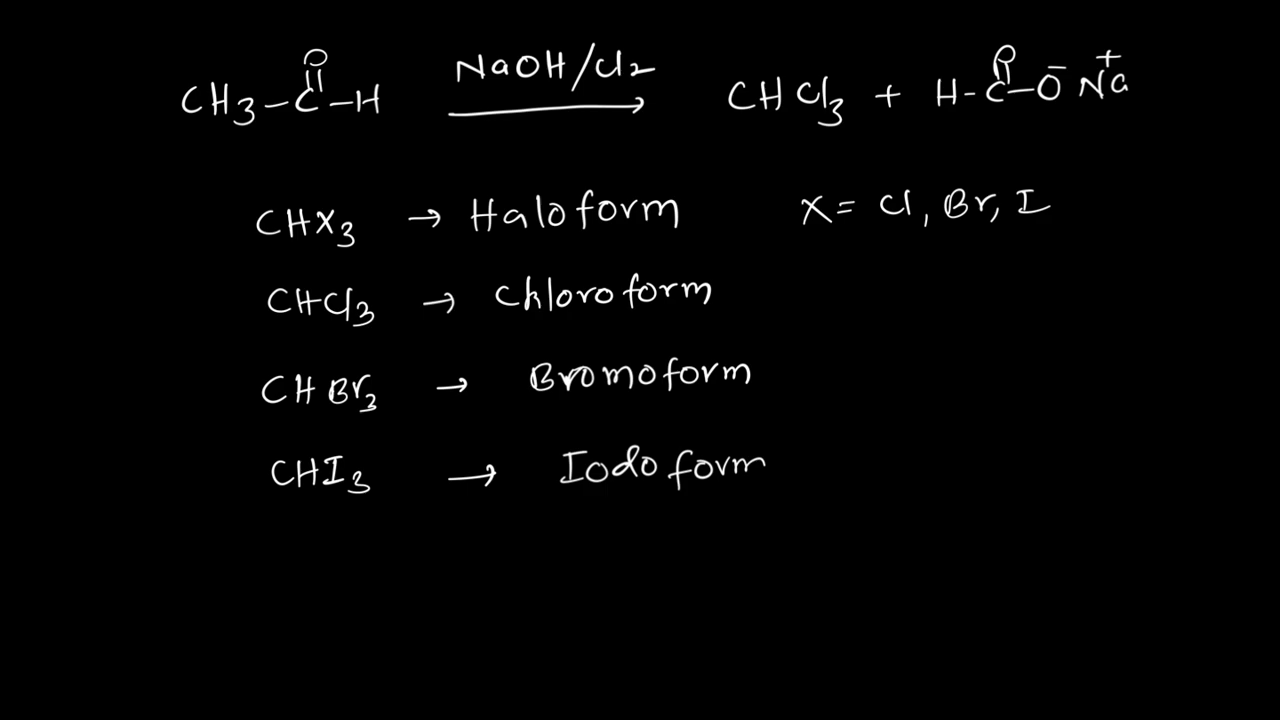 CH3-C(=O)-H NaOH/Cl2 → CHCl3 + H-C(=O)-O⁻ Na⁺
CHX3 → Haloform X = Cl, Br, I
CHCl3 → Chloroform
CHBr3 → Bromoform
CHI3 → Iodoform